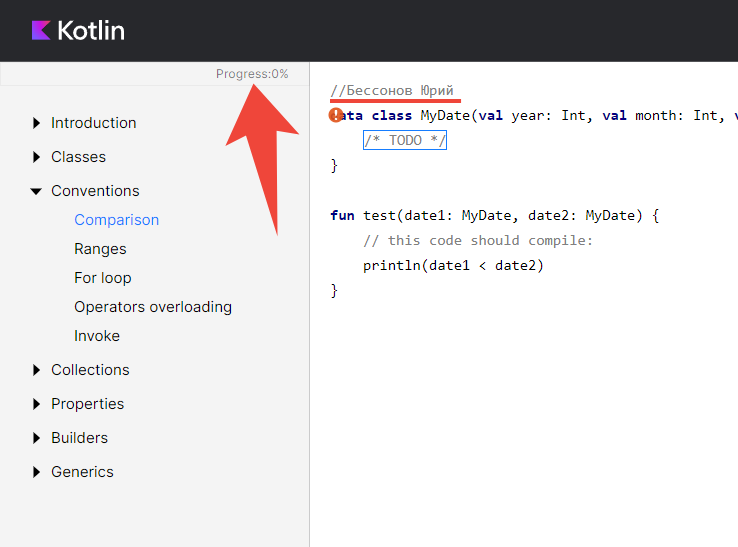 Kotlin
Progress:0%
Introduction
Classes
Conventions
Comparison
Ranges
For loop
Operators overloading
Invoke
Collections
Properties
Builders
Generics
//Бессонов Юрий
data class MyDate(val year: Int, val month: Int, v
/* TODO */
}
fun test(date1: MyDate, date2: MyDate) {
// this code should compile:
println(date1 < date2)
}